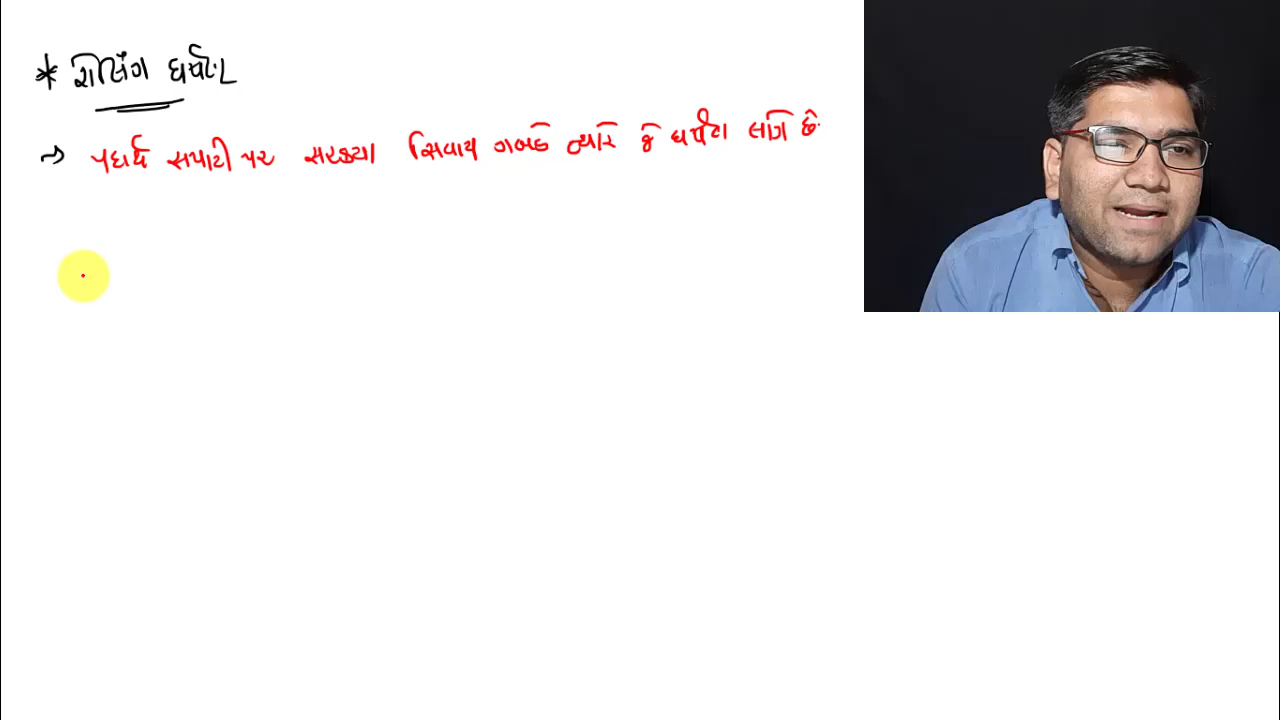 * રોલિંગ ઘર્ષણ
→ પદાર્થ સપાટી પર સરક્યા સિવાય ગબડે ત્યારે જે ઘર્ષણ લાગે છે.